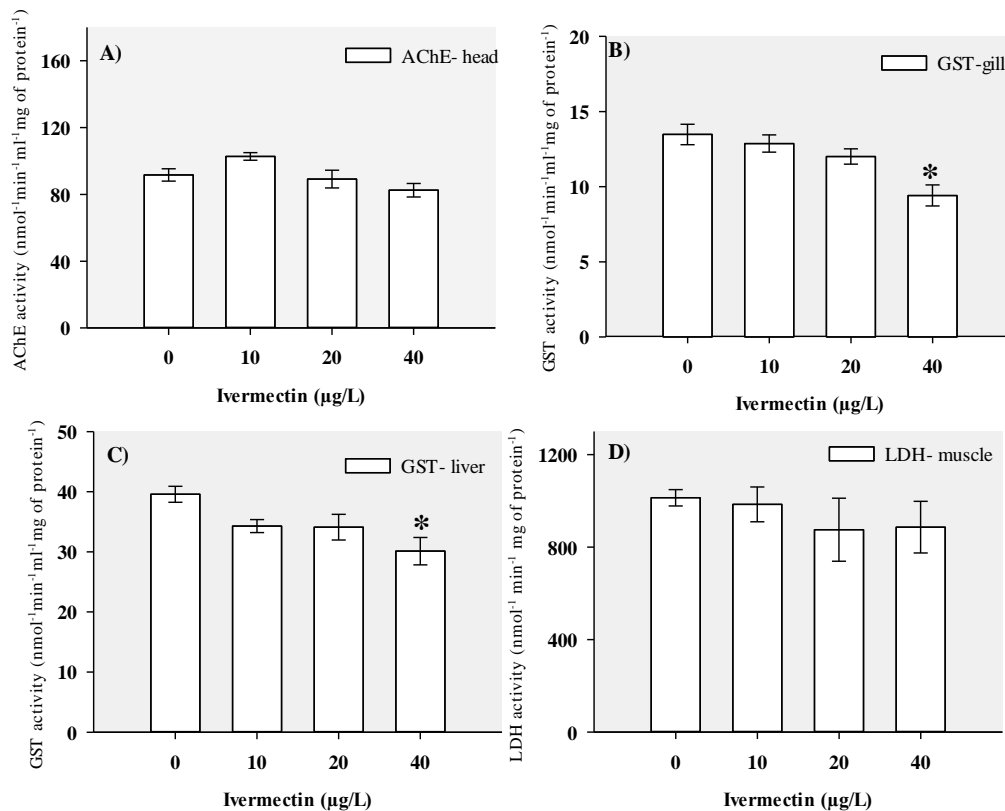 A)
AChE- head
AChE activity (nmol⁻¹min⁻¹ml⁻¹mg of protein⁻¹)
160
120
80
40
0
0 10 20 40
Ivermectin (µg/L)
B)
GST-gill
GST activity (nmol⁻¹min⁻¹ml⁻¹mg of protein⁻¹)
20
15
13
10
5
0
*
0 10 20 40
Ivermectin (µg/L)
C)
GST- liver
GST activity (nmol⁻¹min⁻¹ml⁻¹mg of protein⁻¹)
50
40
30
20
10
0
*
0 10 20 40
Ivermectin (µg/L)
D)
LDH- muscle
LDH activity (nmol⁻¹ min⁻¹ mg of protein⁻¹)
1200
800
400
0
0 10 20 40
Ivermectin (µg/L)